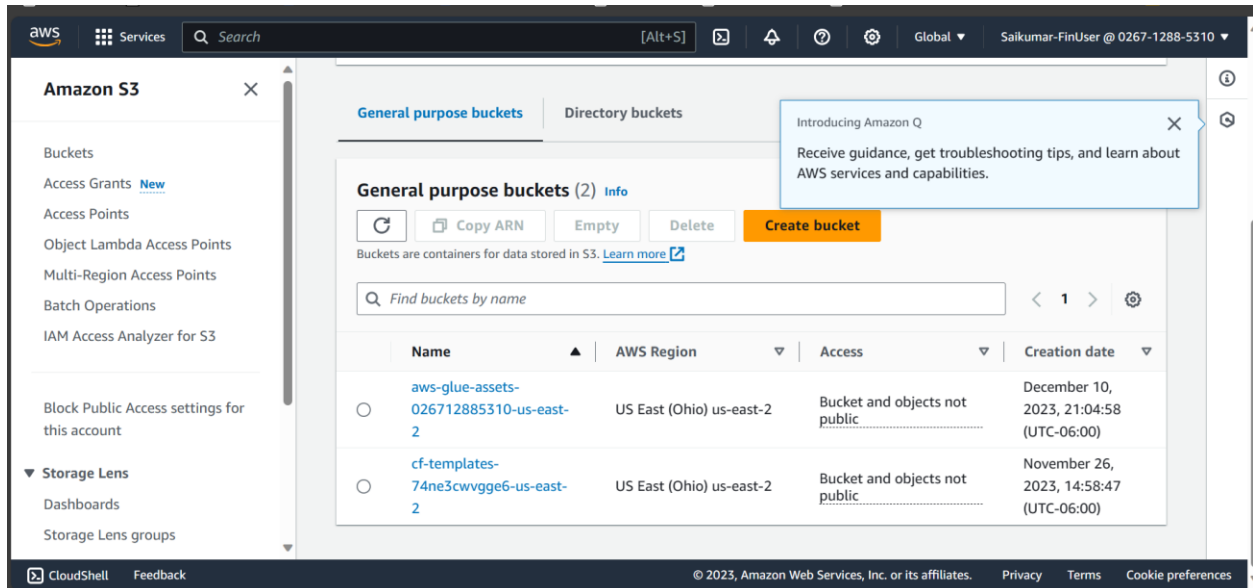 aws
Services
Search
[Alt+S]
Global ▼
Saikumar-FinUser @ 0267-1288-5310 ▼
Amazon S3
Buckets
Access Grants New
Access Points
Object Lambda Access Points
Multi-Region Access Points
Batch Operations
IAM Access Analyzer for S3
Block Public Access settings for
this account
▼ Storage Lens
Dashboards
Storage Lens groups
General purpose buckets
Directory buckets
Introducing Amazon Q
Receive guidance, get troubleshooting tips, and learn about
AWS services and capabilities.
General purpose buckets (2) Info
Copy ARN
Empty
Delete
Create bucket
Buckets are containers for data stored in S3. Learn more
Find buckets by name
1
Name
AWS Region
Access
Creation date
aws-glue-assets-
026712885310-us-east-
2
US East (Ohio) us-east-2
Bucket and objects not
public
December 10,
2023, 21:04:58
(UTC-06:00)
cf-templates-
74ne3cwvgge6-us-east-
2
US East (Ohio) us-east-2
Bucket and objects not
public
November 26,
2023, 14:58:47
(UTC-06:00)
CloudShell
Feedback
© 2023, Amazon Web Services, Inc. or its affiliates.
Privacy
Terms
Cookie preferences